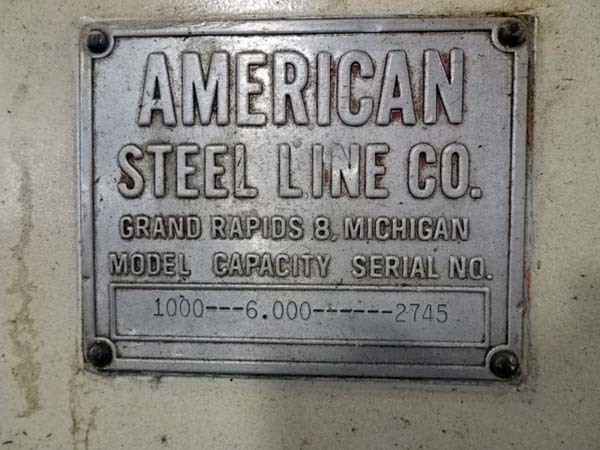 AMERICAN
STEEL LINE CO.
GRAND RAPIDS 8, MICHIGAN
MODEL CAPACITY SERIAL NO.
1000---6.000------2745